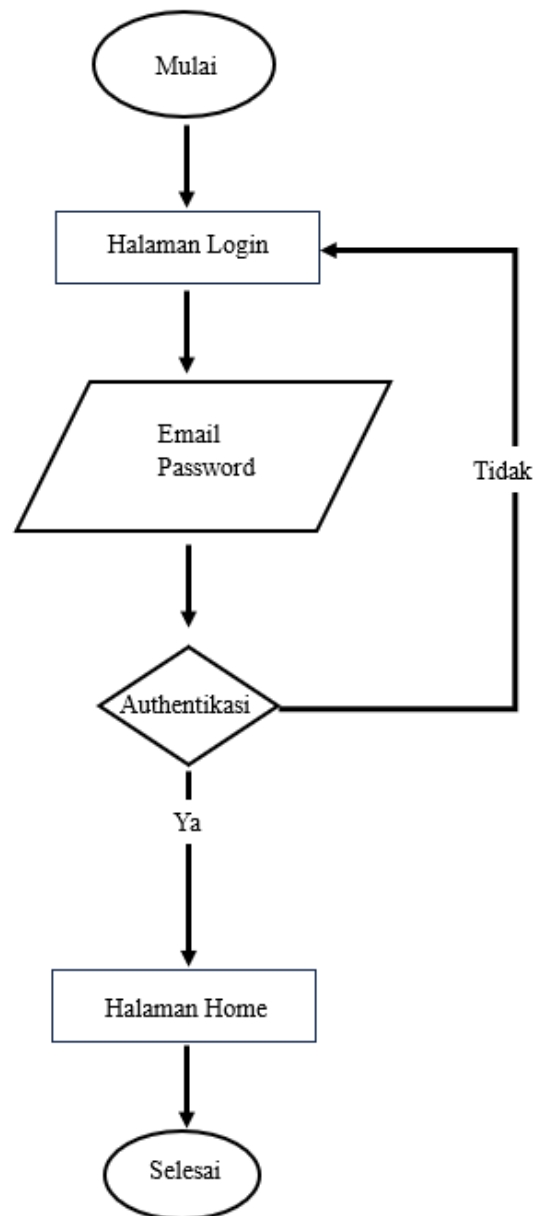 Mulai
Halaman Login
Email
Password
Tidak
Authentikasi
Ya
Halaman Home
Selesai